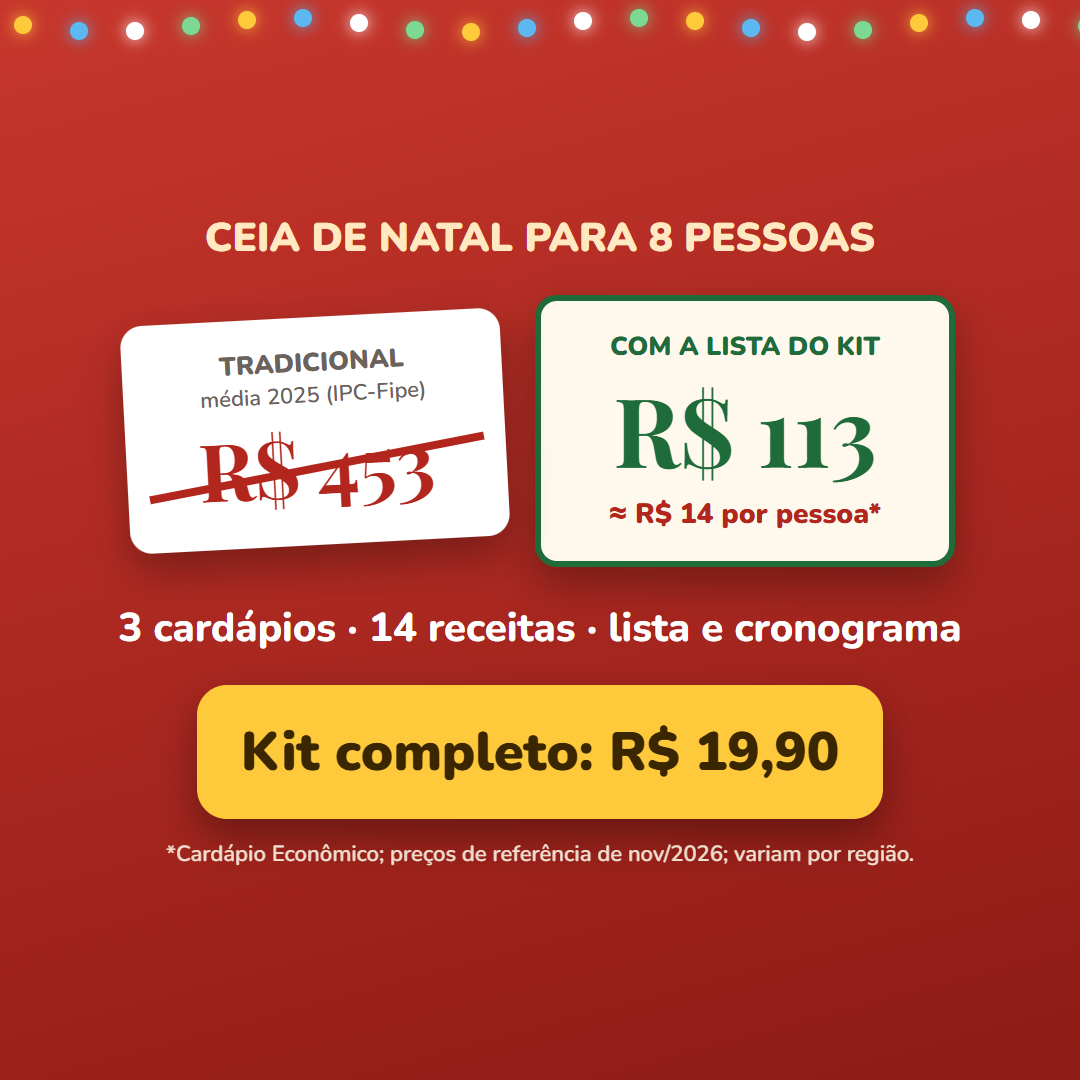 CEIA DE NATAL PARA 8 PESSOAS
TRADICIONAL
média 2025 (IPC-Fipe)
R$ 453
COM A LISTA DO KIT
R$ 113
≈ R$ 14 por pessoa*
3 cardápios · 14 receitas · lista e cronograma
Kit completo: R$ 19,90
*Cardápio Econômico; preços de referência de nov/2026; variam por região.